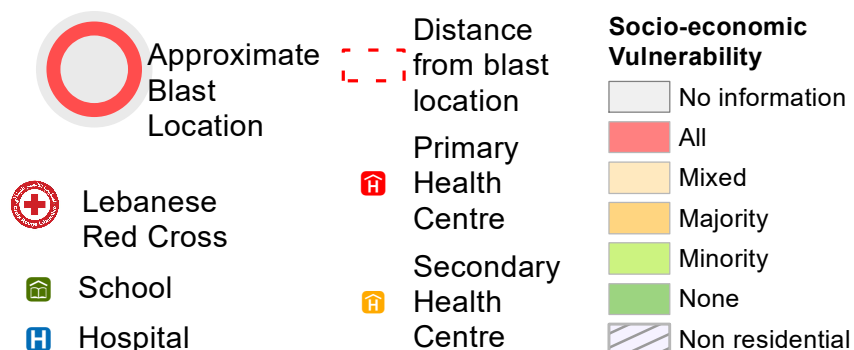 Approximate
Blast
Location
Lebanese
Red Cross
School
Hospital
Distance
from blast
location
Primary
Health
Centre
Secondary
Health
Centre
Socio-economic
Vulnerability
No information
All
Mixed
Majority
Minority
None
Non residential